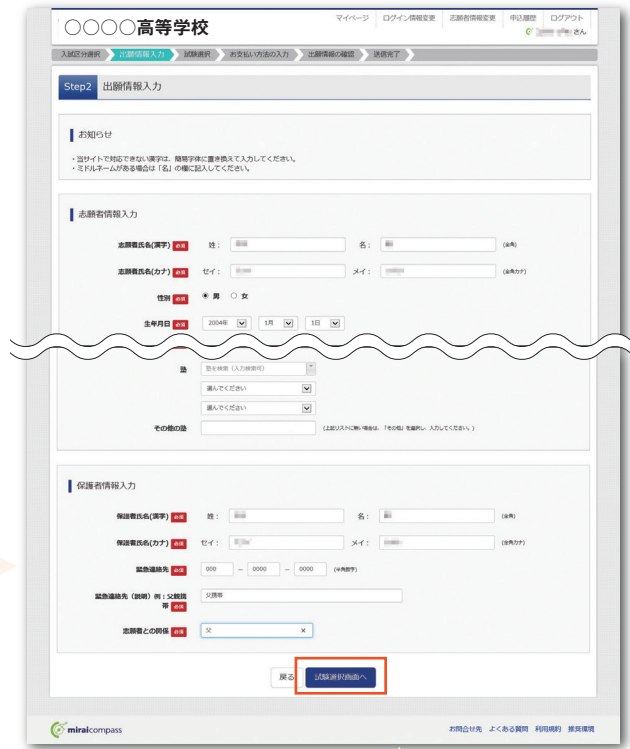 〇〇〇〇高等学校
マイページ ログイン情報変更 志願者情報変更 申込履歴 ログアウト
さん
入試区分選択 出願情報入力 試験選択 お支払い方法の入力 出願情報の確認 送信完了
Step2 出願情報入力
お知らせ
・当サイトで対応できない漢字は、簡易字体に置き換えて入力してください。
・ミドルネームがある場合は「名」の欄に記入してください。
志願者情報入力
志願者氏名(漢字) 必須 姓: 名: (全角)
志願者氏名(カナ) 必須 セイ: メイ: (全角カナ)
性別 必須 男 女
生年月日 必須 2004年 1月 1日
塾 塾を検索（入力検索可）
選んでください
選んでください
その他の塾 (上記リストに無い場合は、「その他」を選択し、入力してください。)
保護者情報入力
保護者氏名(漢字) 必須 姓: 名: (全角)
保護者氏名(カナ) 必須 セイ: メイ: (全角カナ)
緊急連絡先 必須 000 － 0000 － 0000 (半角数字)
緊急連絡先（説明）例：父親携 父携帯
帯 必須
志願者との関係 必須 父 ×
戻る 試験選択画面へ
miraicompass お問合せ先 よくある質問 利用規約 推奨環境